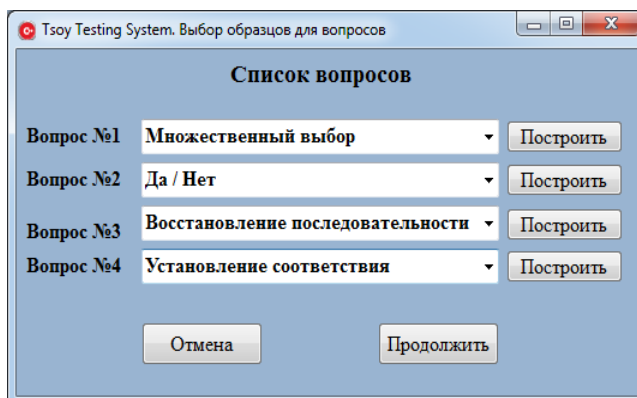 Tsoy Testing System. Выбор образцов для вопросов
Список вопросов
Вопрос №1 Множественный выбор Построить
Вопрос №2 Да / Нет Построить
Вопрос №3 Восстановление последовательности Построить
Вопрос №4 Установление соответствия Построить
Отмена Продолжить